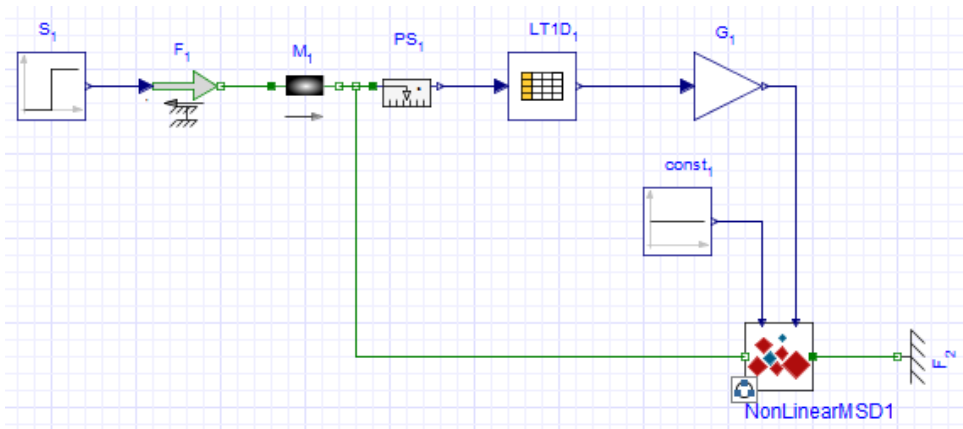 S₁
F₁
M₁
PS₁
LT1D₁
G₁
const₁
F₂
NonLinearMSD1